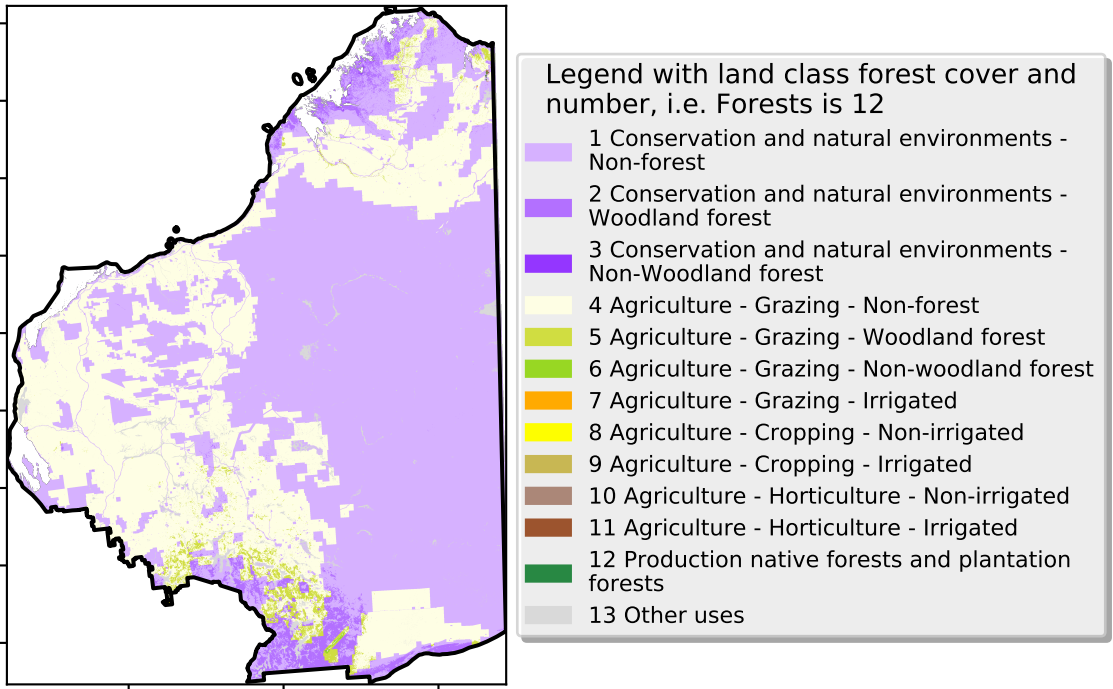 Legend with land class forest cover and
number, i.e. Forests is 12
1 Conservation and natural environments -
Non-forest
2 Conservation and natural environments -
Woodland forest
3 Conservation and natural environments -
Non-Woodland forest
4 Agriculture - Grazing - Non-forest
5 Agriculture - Grazing - Woodland forest
6 Agriculture - Grazing - Non-woodland forest
7 Agriculture - Grazing - Irrigated
8 Agriculture - Cropping - Non-irrigated
9 Agriculture - Cropping - Irrigated
10 Agriculture - Horticulture - Non-irrigated
11 Agriculture - Horticulture - Irrigated
12 Production native forests and plantation
forests
13 Other uses